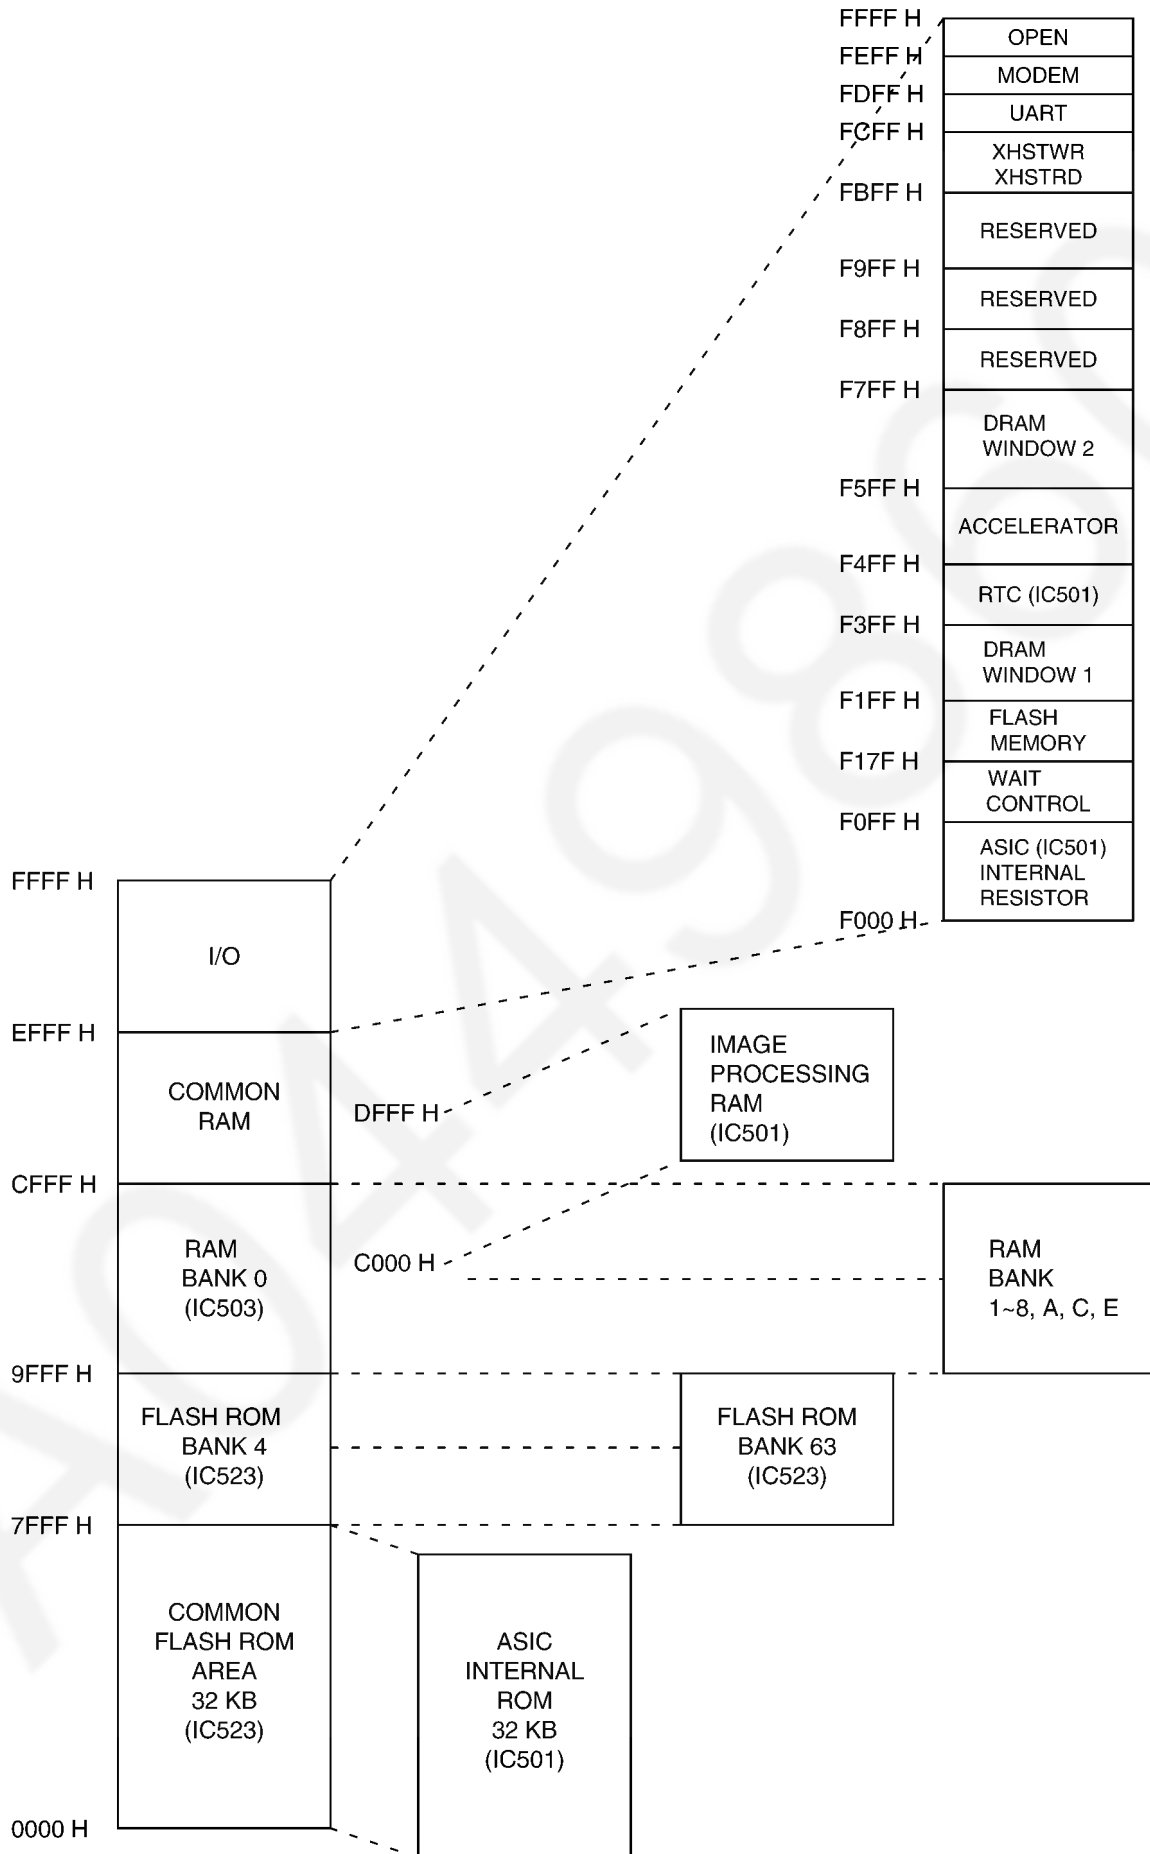 FFFF H
OPEN
FEFF H
MODEM
FDFF H
UART
FCFF H
XHSTWR
XHSTRD
FBFF H
RESERVED
F9FF H
RESERVED
F8FF H
RESERVED
F7FF H
DRAM
WINDOW 2
F5FF H
ACCELERATOR
F4FF H
RTC (IC501)
F3FF H
DRAM
WINDOW 1
F1FF H
FLASH
MEMORY
F17F H
WAIT
CONTROL
F0FF H
ASIC (IC501)
INTERNAL
RESISTOR
F000 H
FFFF H
I/O
EFFF H
COMMON
RAM
DFFF H
IMAGE
PROCESSING
RAM
(IC501)
CFFF H
RAM
BANK 0
(IC503)
C000 H
RAM
BANK
1~8, A, C, E
9FFF H
FLASH ROM
BANK 4
(IC523)
FLASH ROM
BANK 63
(IC523)
7FFF H
COMMON
FLASH ROM
AREA
32 KB
(IC523)
ASIC
INTERNAL
ROM
32 KB
(IC501)
0000 H